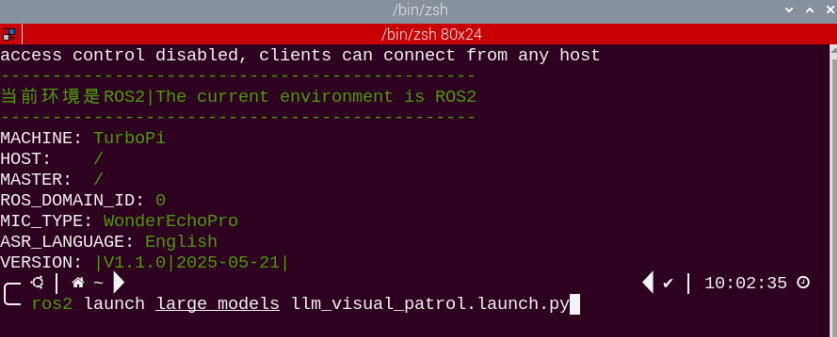 /bin/zsh
/bin/zsh 80x24
access control disabled, clients can connect from any host
----------------------------------------------
当前环境是ROS2|The current environment is ROS2
----------------------------------------------
MACHINE: TurboPi
HOST: /
MASTER: /
ROS_DOMAIN_ID: 0
MIC_TYPE: WonderEchoPro
ASR_LANGUAGE: English
VERSION: |V1.1.0|2025-05-21|
~ ✔ | 10:02:35
ros2 launch large_models llm_visual_patrol.launch.py